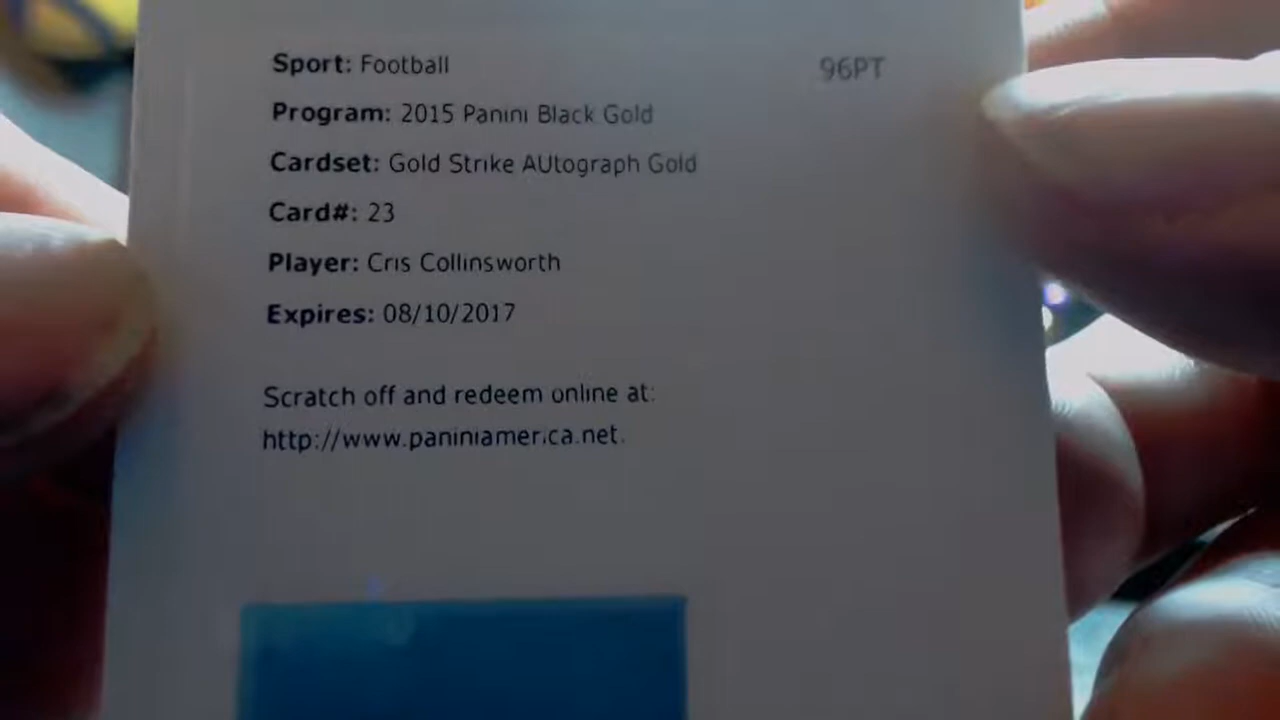 Sport: Football 96PT
Program: 2015 Panini Black Gold
Cardset: Gold Strike AUtograph Gold
Card#: 23
Player: Cris Collinsworth
Expires: 08/10/2017
Scratch off and redeem online at:
http://www.paniniamerica.net.